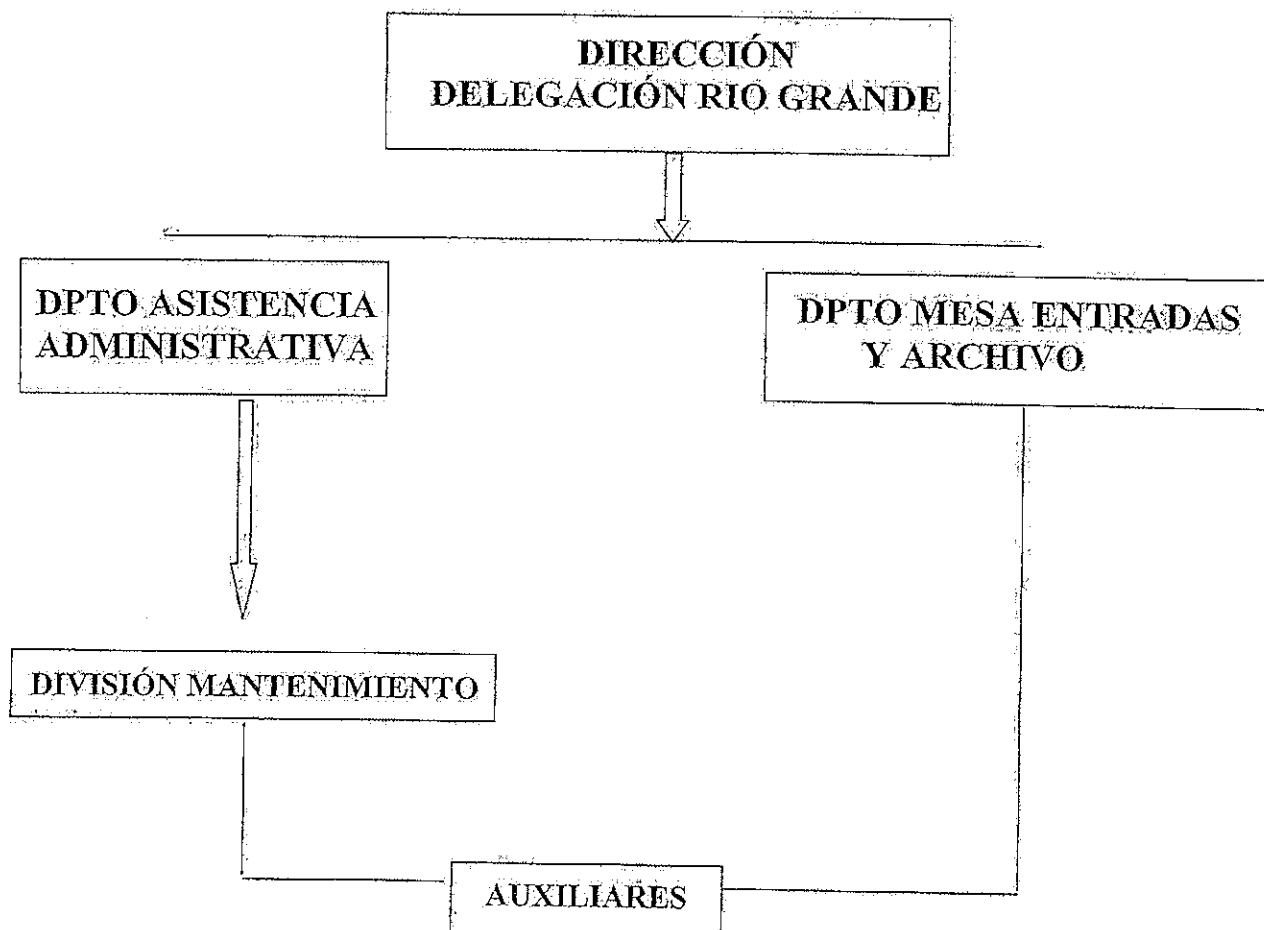 DIRECCIÓN
DELEGACIÓN RIO GRANDE
DPTO ASISTENCIA
ADMINISTRATIVA
DPTO MESA ENTRADAS
Y ARCHIVO
DIVISIÓN MANTENIMIENTO
AUXILIARES